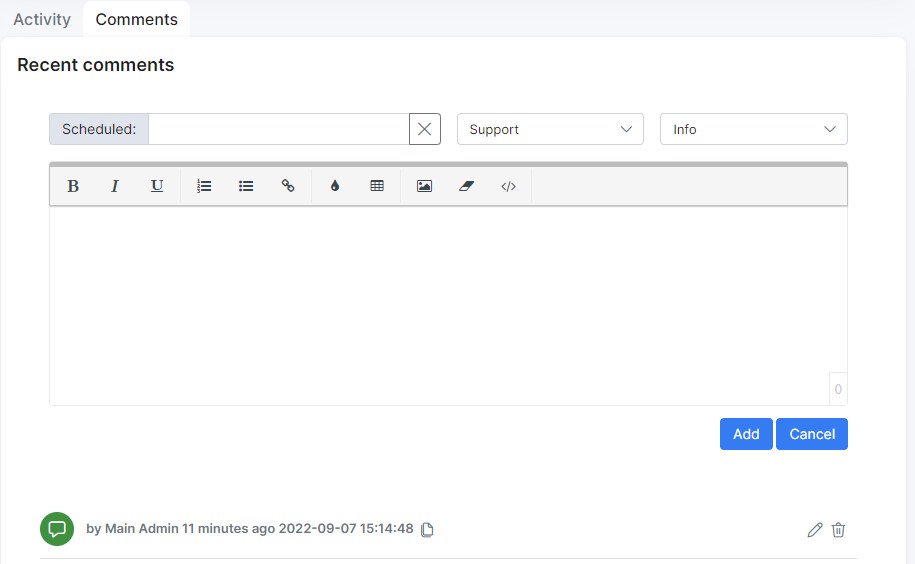 Activity Comments
Recent comments
Scheduled: Support Info
B I U
0
Add Cancel
by Main Admin 11 minutes ago 2022-09-07 15:14:48